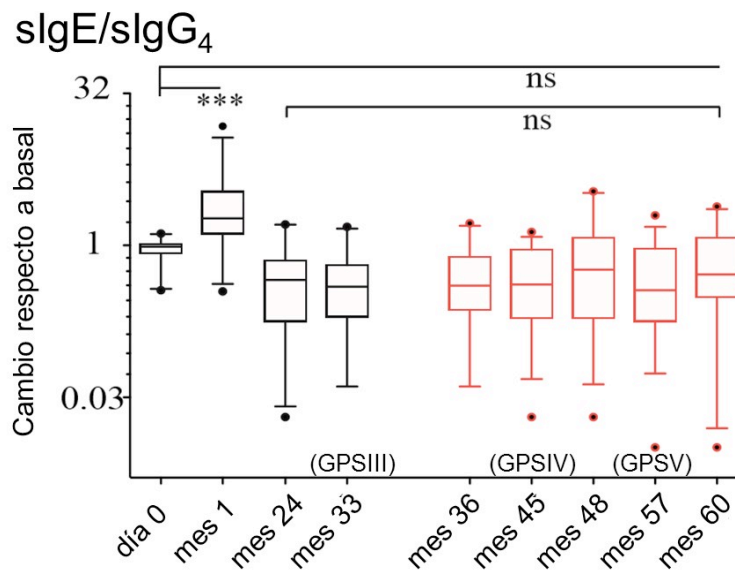 sIgE/sIgG4
ns
32
***
ns
Cambio respecto a basal
1
0.03
(GPSIII) (GPSIV) (GPSV)
día 0 mes 1 mes 24 mes 33 mes 36 mes 45 mes 48 mes 57 mes 60